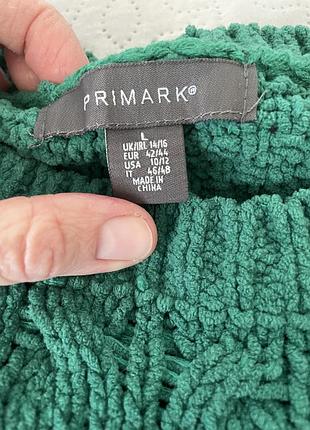 PRIMARK®
L
UK/IRL 14/16
EUR 42/44
USA 10/12
IT 46/48
MADE IN
CHINA